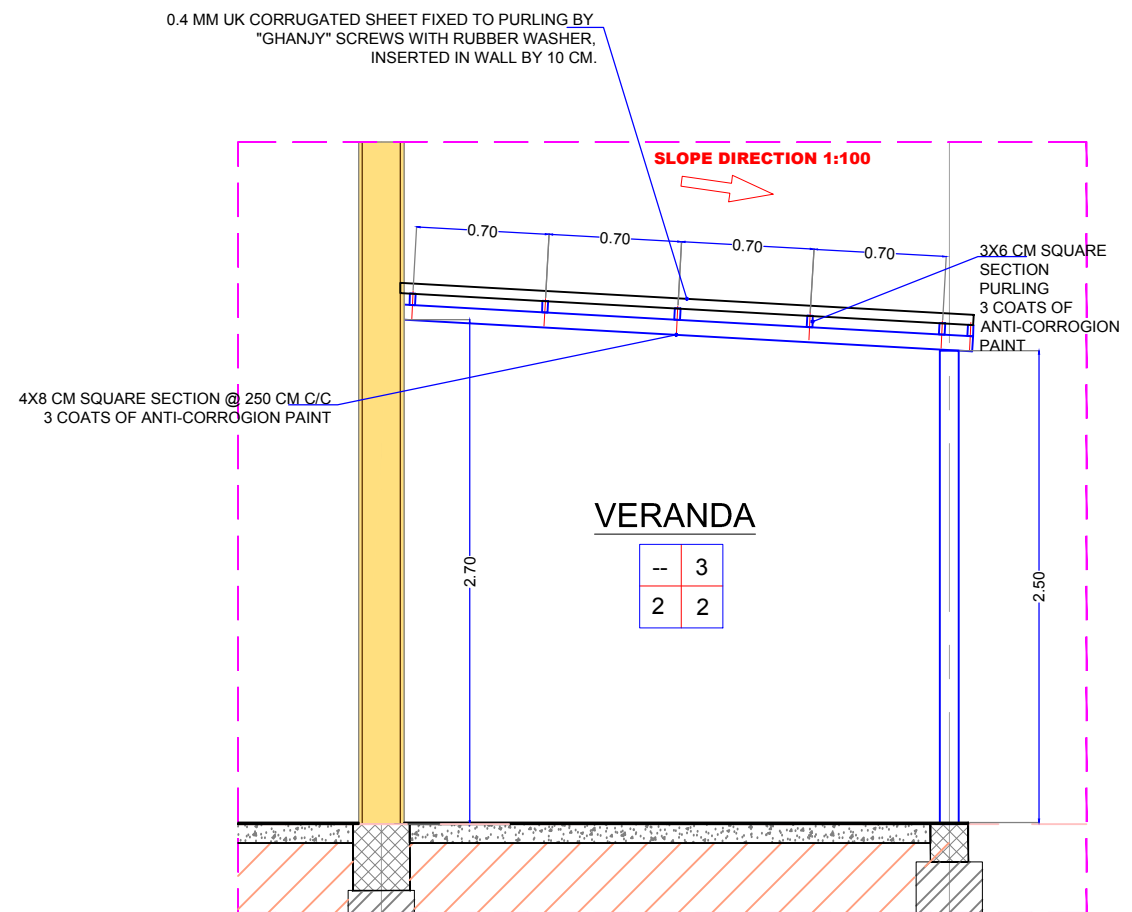 0.4 MM UK CORRUGATED SHEET FIXED TO PURLING BY
"GHANJY" SCREWS WITH RUBBER WASHER,
INSERTED IN WALL BY 10 CM.
SLOPE DIRECTION 1:100
0.70
0.70
0.70
0.70
3X6 CM SQUARE
SECTION
PURLING
3 COATS OF
ANTI-CORROGION
PAINT
4X8 CM SQUARE SECTION @ 250 CM C/C
3 COATS OF ANTI-CORROGION PAINT
VERANDA
-- 3
2 2
2.70
2.50